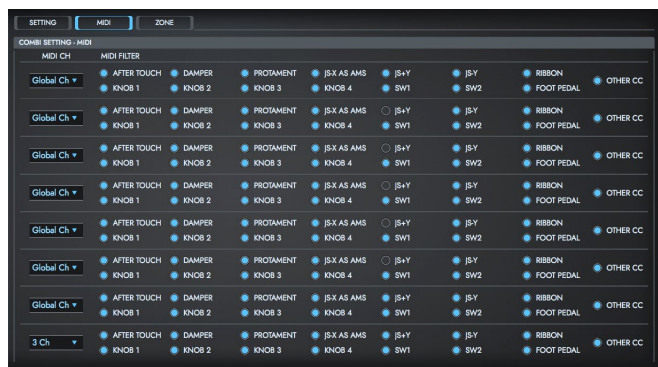 SETTING MIDI ZONE
COMBI SETTING - MIDI
MIDI CH MIDI FILTER
Global Ch AFTER TOUCH DAMPER PROTAMENT JS-X AS AMS JS+Y JS-Y RIBBON OTHER CC
KNOB 1 KNOB 2 KNOB 3 KNOB 4 SW1 SW2 FOOT PEDAL
Global Ch AFTER TOUCH DAMPER PROTAMENT JS-X AS AMS JS+Y JS-Y RIBBON OTHER CC
KNOB 1 KNOB 2 KNOB 3 KNOB 4 SW1 SW2 FOOT PEDAL
Global Ch AFTER TOUCH DAMPER PROTAMENT JS-X AS AMS JS+Y JS-Y RIBBON OTHER CC
KNOB 1 KNOB 2 KNOB 3 KNOB 4 SW1 SW2 FOOT PEDAL
Global Ch AFTER TOUCH DAMPER PROTAMENT JS-X AS AMS JS+Y JS-Y RIBBON OTHER CC
KNOB 1 KNOB 2 KNOB 3 KNOB 4 SW1 SW2 FOOT PEDAL
Global Ch AFTER TOUCH DAMPER PROTAMENT JS-X AS AMS JS+Y JS-Y RIBBON OTHER CC
KNOB 1 KNOB 2 KNOB 3 KNOB 4 SW1 SW2 FOOT PEDAL
Global Ch AFTER TOUCH DAMPER PROTAMENT JS-X AS AMS JS+Y JS-Y RIBBON OTHER CC
KNOB 1 KNOB 2 KNOB 3 KNOB 4 SW1 SW2 FOOT PEDAL
Global Ch AFTER TOUCH DAMPER PROTAMENT JS-X AS AMS JS+Y JS-Y RIBBON OTHER CC
KNOB 1 KNOB 2 KNOB 3 KNOB 4 SW1 SW2 FOOT PEDAL
3 Ch AFTER TOUCH DAMPER PROTAMENT JS-X AS AMS JS+Y JS-Y RIBBON OTHER CC
KNOB 1 KNOB 2 KNOB 3 KNOB 4 SW1 SW2 FOOT PEDAL